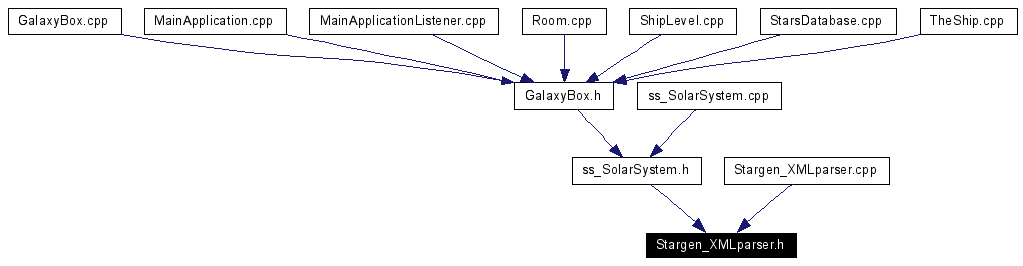 GalaxyBox.cpp
MainApplication.cpp
MainApplicationListener.cpp
Room.cpp
ShipLevel.cpp
StarsDatabase.cpp
TheShip.cpp
GalaxyBox.h
ss_SolarSystem.cpp
ss_SolarSystem.h
Stargen_XMLparser.cpp
Stargen_XMLparser.h